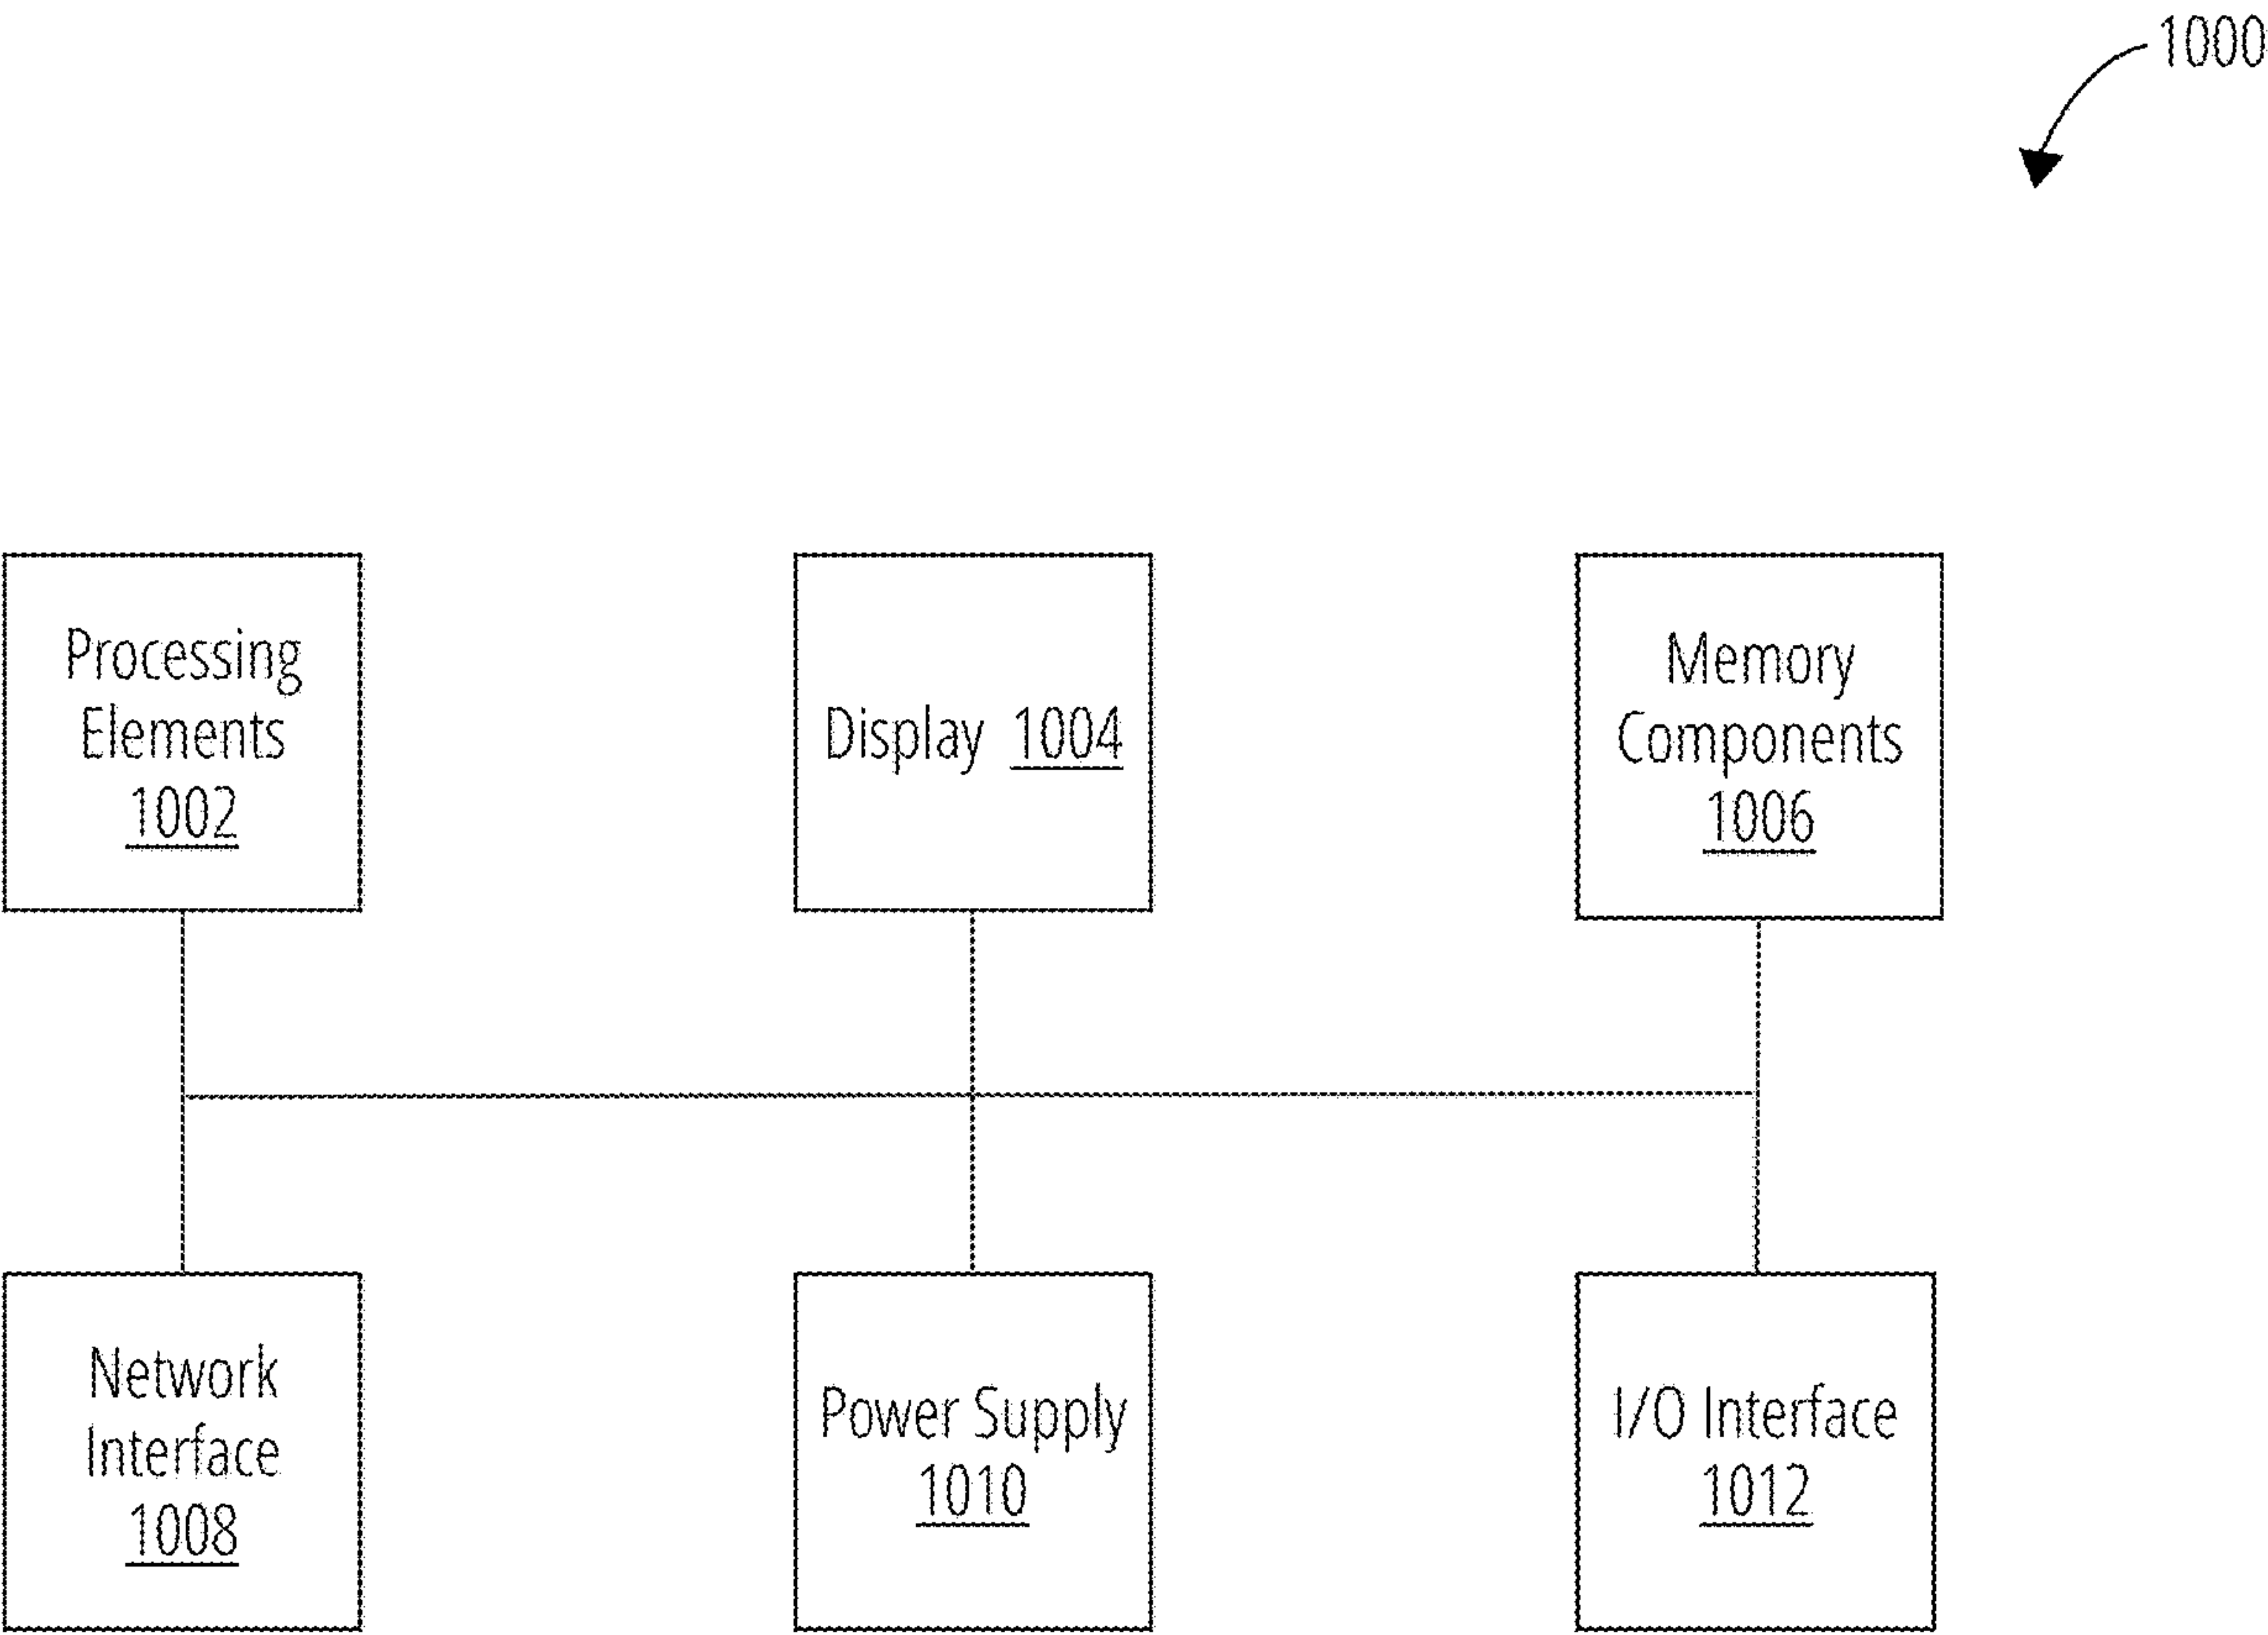 1000
Processing
Elements
1002
Display 1004
Memory
Components
1006
Network
Interface
1008
Power Supply
1010
I/O Interface
1012